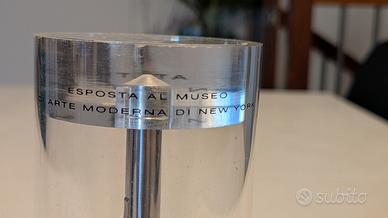 ESPOSTA AL MUSEO
ARTE MODERNA DI NEW YORK
subito